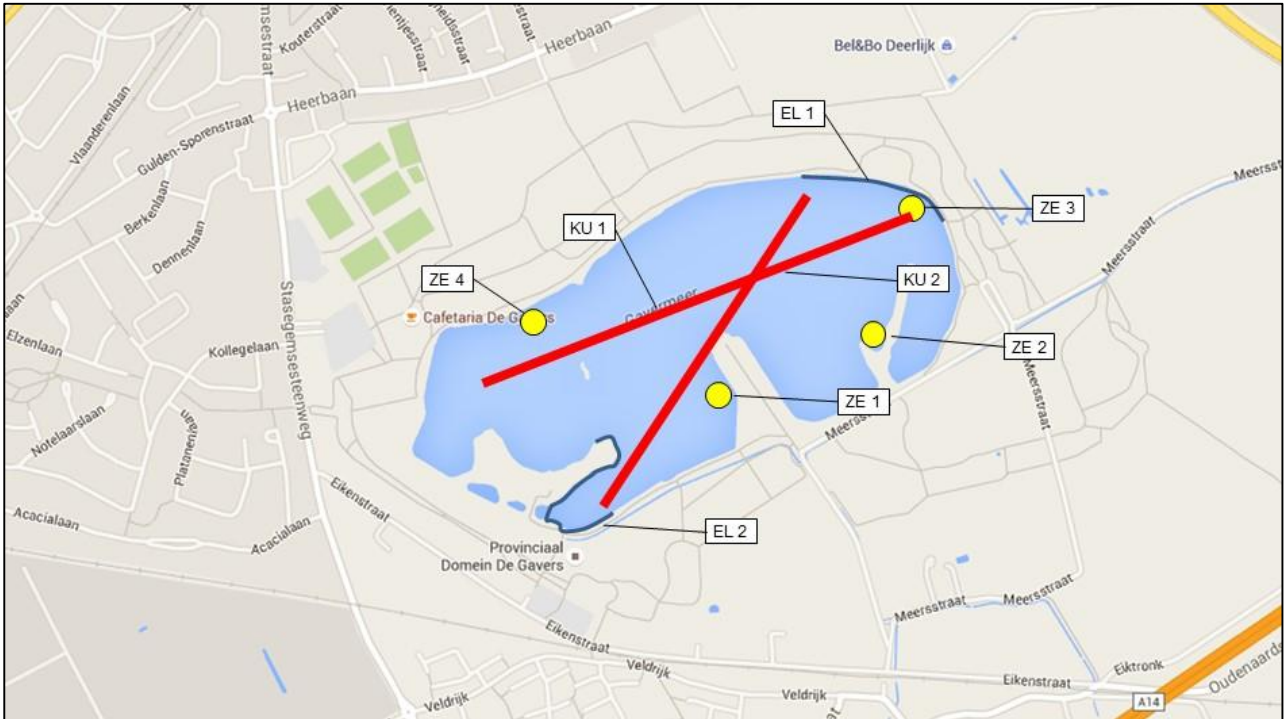 Kouterstraat
Heerbaan
Heerbaan
Bel&Bo Deerlijk
Vlaanderenlaan
Gulden-Sporenstraat
EL 1
Meersstraat
Berkenlaan
Dennenlaan
ZE 3
KU 1
ZE 4
KU 2
Gavermeer
Cafetaria De Gavers
Stasegemsesteenweg
Elzenlaan
Kollegelaan
ZE 2
Meersstraat
ZE 1
Notelaarslaan
Platanenlaan
Eikenstraat
EL 2
Acacialaan
Acacialaan
Provinciaal
Domein De Gavers
Meersstraat
Meersstraat
Eikenstraat
Veldrijk
Veldrijk
Veldrijk
Eikenstraat
Eiktronk
A14